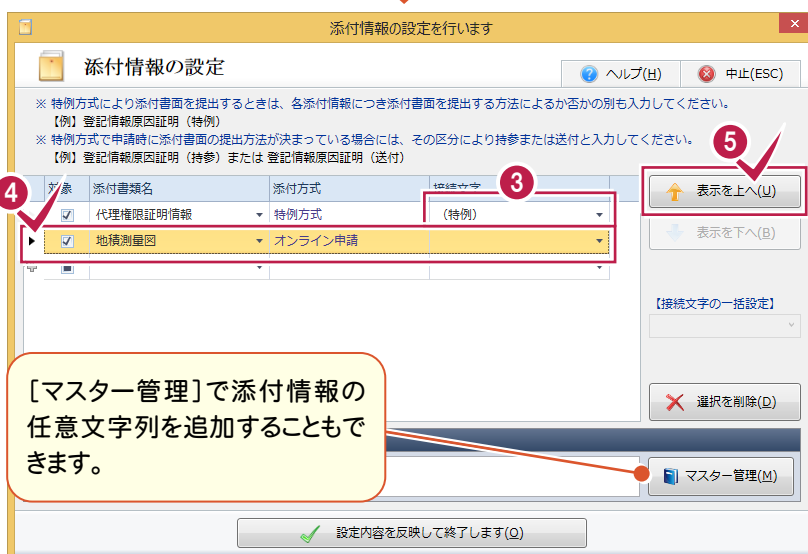 添付情報の設定を行います
添付情報の設定
ヘルプ(H)
中止(ESC)
※ 特例方式により添付書面を提出するときは、各添付情報につき添付書面を提出する方法によるか否かの別も入力してください。
【例】登記情報原因証明（特例）
※ 特例方式で申請時に添付書面の提出方法が決まっている場合には、その区分により持参または送付と入力してください。
【例】登記情報原因証明（持参）または 登記情報原因証明（送付）
5
4
3
対象 添付書類名 添付方式 接続文字
表示を上へ(U)
代理権限証明情報 特例方式 （特例）
地積測量図 オンライン申請
表示を下へ(B)
【接続文字の一括設定】
選択を削除(D)
[マスター管理]で添付情報の
任意文字列を追加することもで
きます。
マスター管理(M)
設定内容を反映して終了します(O)